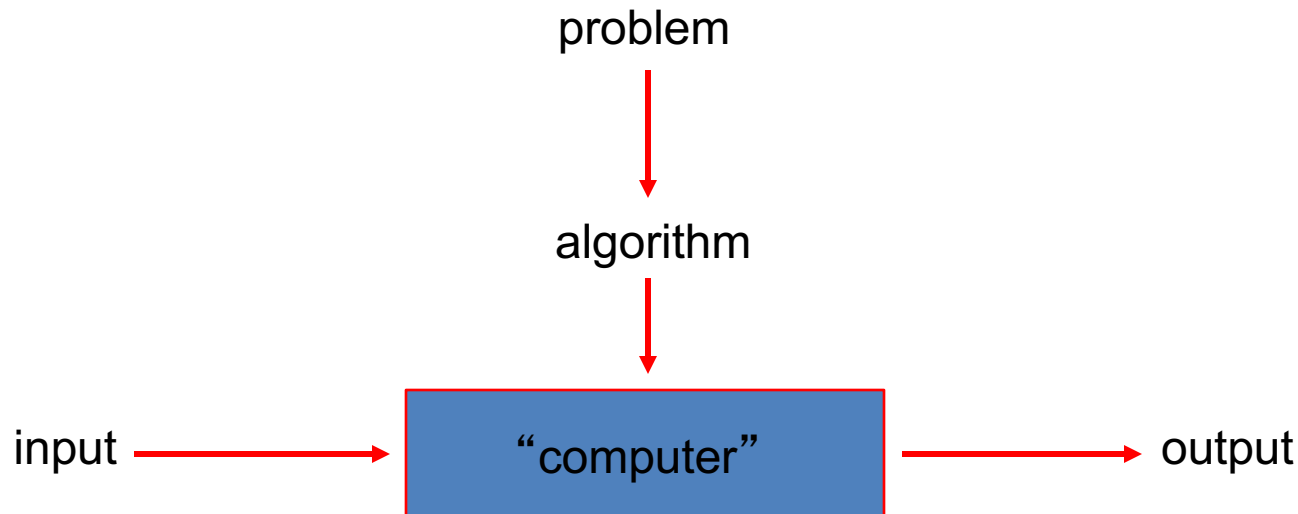 problem
algorithm
input
“computer”
output